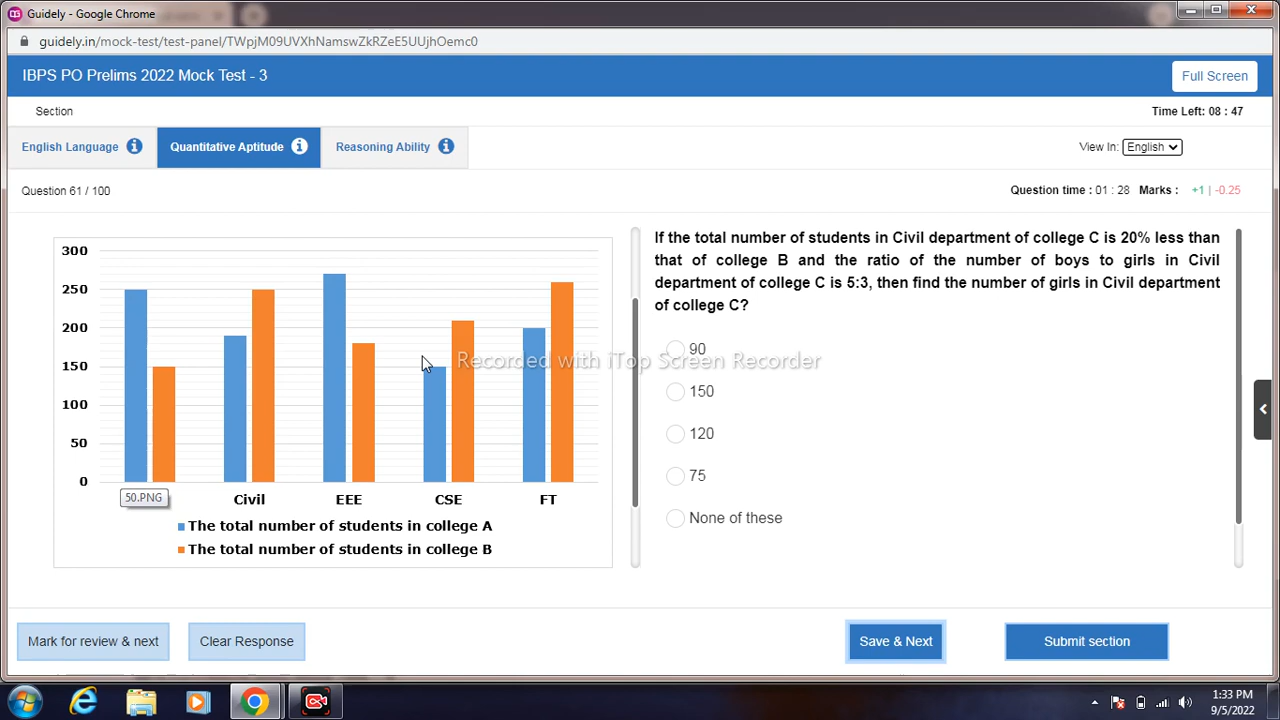 Guidely - Google Chrome
guidely.in/mock-test/test-panel/TWpjM09UVXhNamswZkRZeE5UUjhOemc0
IBPS PO Prelims 2022 Mock Test - 3
Full Screen
Section
Time Left: 08 : 47
English Language
Quantitative Aptitude
Reasoning Ability
View In: English
Question 61 / 100
Question time : 01 : 28 Marks : +1 | -0.25
300
250
200
150
100
50
0
50.PNG
Civil
EEE
CSE
FT
The total number of students in college A
The total number of students in college B
If the total number of students in Civil department of college C is 20% less than
that of college B and the ratio of the number of boys to girls in Civil
department of college C is 5:3, then find the number of girls in Civil department
of college C?
90
150
120
75
None of these
Recorded with iTop Screen Recorder
Mark for review & next
Clear Response
Save & Next
Submit section
1:33 PM
9/5/2022